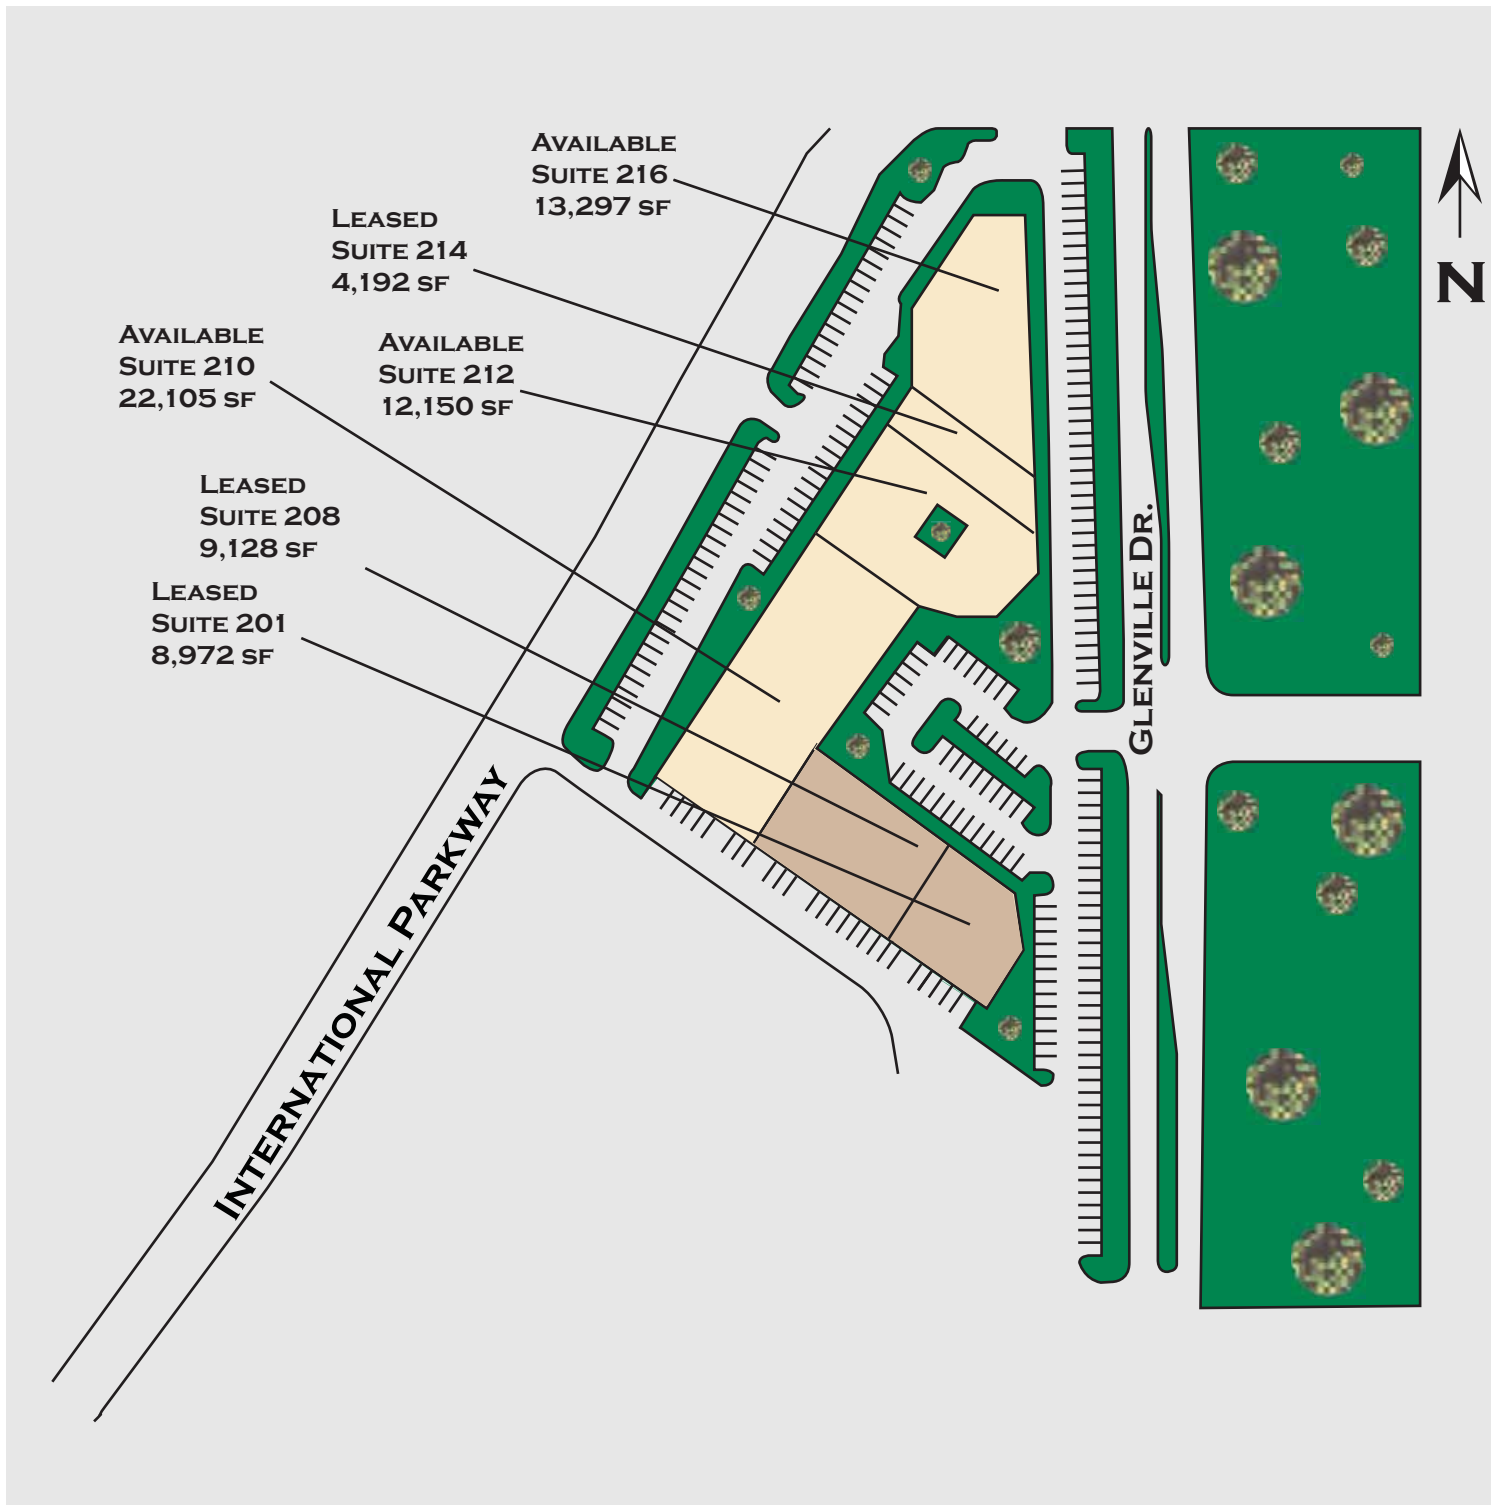 Available
Suite 216
13,297 sf
Leased
Suite 214
4,192 sf
Available
Suite 210
22,105 sf
Available
Suite 212
12,150 sf
Leased
Suite 208
9,128 sf
Leased
Suite 201
8,972 sf
International Parkway
Glenville Dr.
N